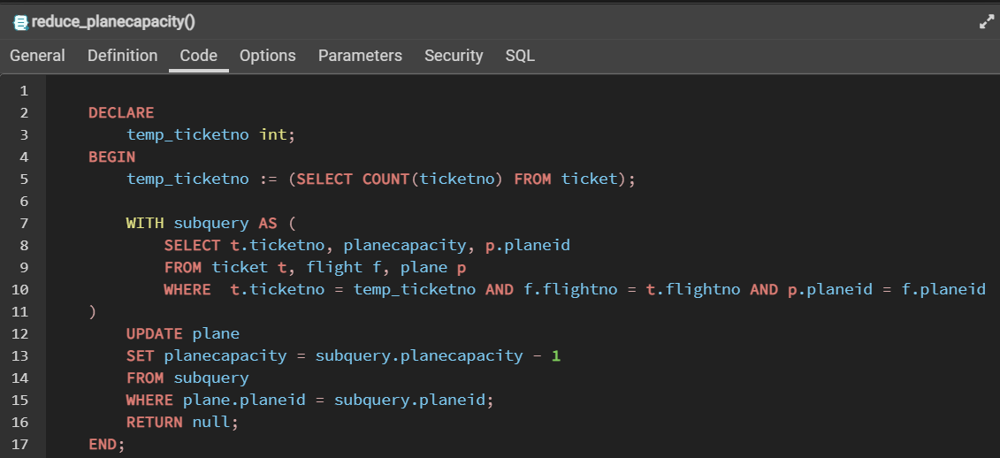 reduce_planecapacity()
General Definition Code Options Parameters Security SQL
1
2 DECLARE
3 temp_ticketno int;
4 BEGIN
5 temp_ticketno := (SELECT COUNT(ticketno) FROM ticket);
6
7 WITH subquery AS (
8 SELECT t.ticketno, planecapacity, p.planeid
9 FROM ticket t, flight f, plane p
10 WHERE  t.ticketno = temp_ticketno AND f.flightno = t.flightno AND p.planeid = f.planeid
11 )
12 UPDATE plane
13 SET planecapacity = subquery.planecapacity - 1
14 FROM subquery
15 WHERE plane.planeid = subquery.planeid;
16 RETURN null;
17 END;